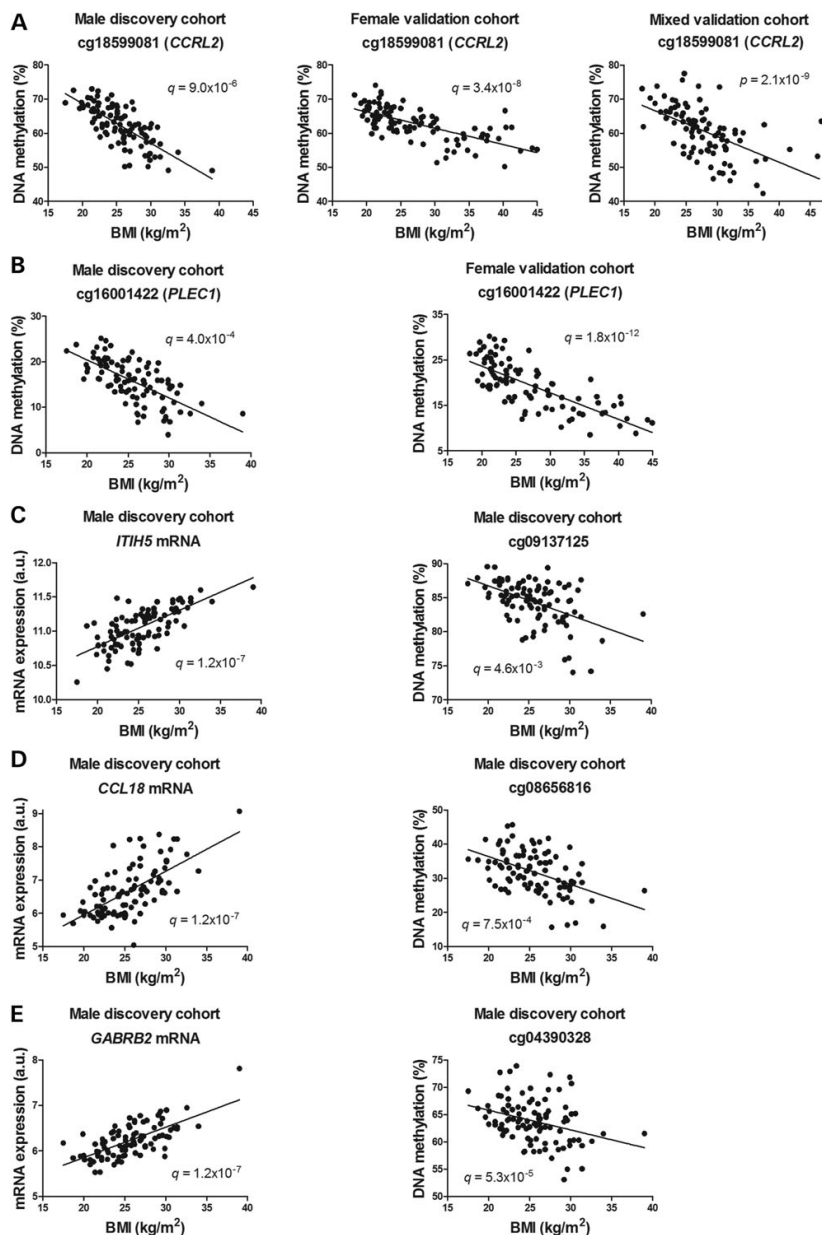 A
Male discovery cohort
cg18599081 (CCRL2)
q = 9.0x10⁻⁶
DNA methylation (%)
80
70
60
50
40
15 20 25 30 35 40 45
BMI (kg/m²)
Female validation cohort
cg18599081 (CCRL2)
q = 3.4x10⁻⁸
DNA methylation (%)
80
70
60
50
40
15 20 25 30 35 40 45
BMI (kg/m²)
Mixed validation cohort
cg18599081 (CCRL2)
p = 2.1x10⁻⁹
DNA methylation (%)
80
70
60
50
40
15 20 25 30 35 40 45
BMI (kg/m²)
B
Male discovery cohort
cg16001422 (PLEC1)
q = 4.0x10⁻⁴
DNA methylation (%)
30
20
10
0
15 20 25 30 35 40
BMI (kg/m²)
Female validation cohort
cg16001422 (PLEC1)
q = 1.8x10⁻¹²
DNA methylation (%)
35
25
15
5
15 20 25 30 35 40 45
BMI (kg/m²)
C
Male discovery cohort
ITIH5 mRNA
mRNA expression (a.u.)
12.0
11.5
11.0
10.5
10.0
q = 1.2x10⁻⁷
15 20 25 30 35 40
BMI (kg/m²)
Male discovery cohort
cg09137125
DNA methylation (%)
90
85
80
75
70
q = 4.6x10⁻³
15 20 25 30 35 40
BMI (kg/m²)
D
Male discovery cohort
CCL18 mRNA
mRNA expression (a.u.)
9
8
7
6
5
q = 1.2x10⁻⁷
15 20 25 30 35 40
BMI (kg/m²)
Male discovery cohort
cg08656816
DNA methylation (%)
50
40
30
20
10
q = 7.5x10⁻⁴
15 20 25 30 35 40
BMI (kg/m²)
E
Male discovery cohort
GABRB2 mRNA
mRNA expression (a.u.)
8
7
6
5
q = 1.2x10⁻⁷
15 20 25 30 35 40
BMI (kg/m²)
Male discovery cohort
cg04390328
DNA methylation (%)
75
70
65
60
55
50
q = 5.3x10⁻⁵
15 20 25 30 35 40
BMI (kg/m²)